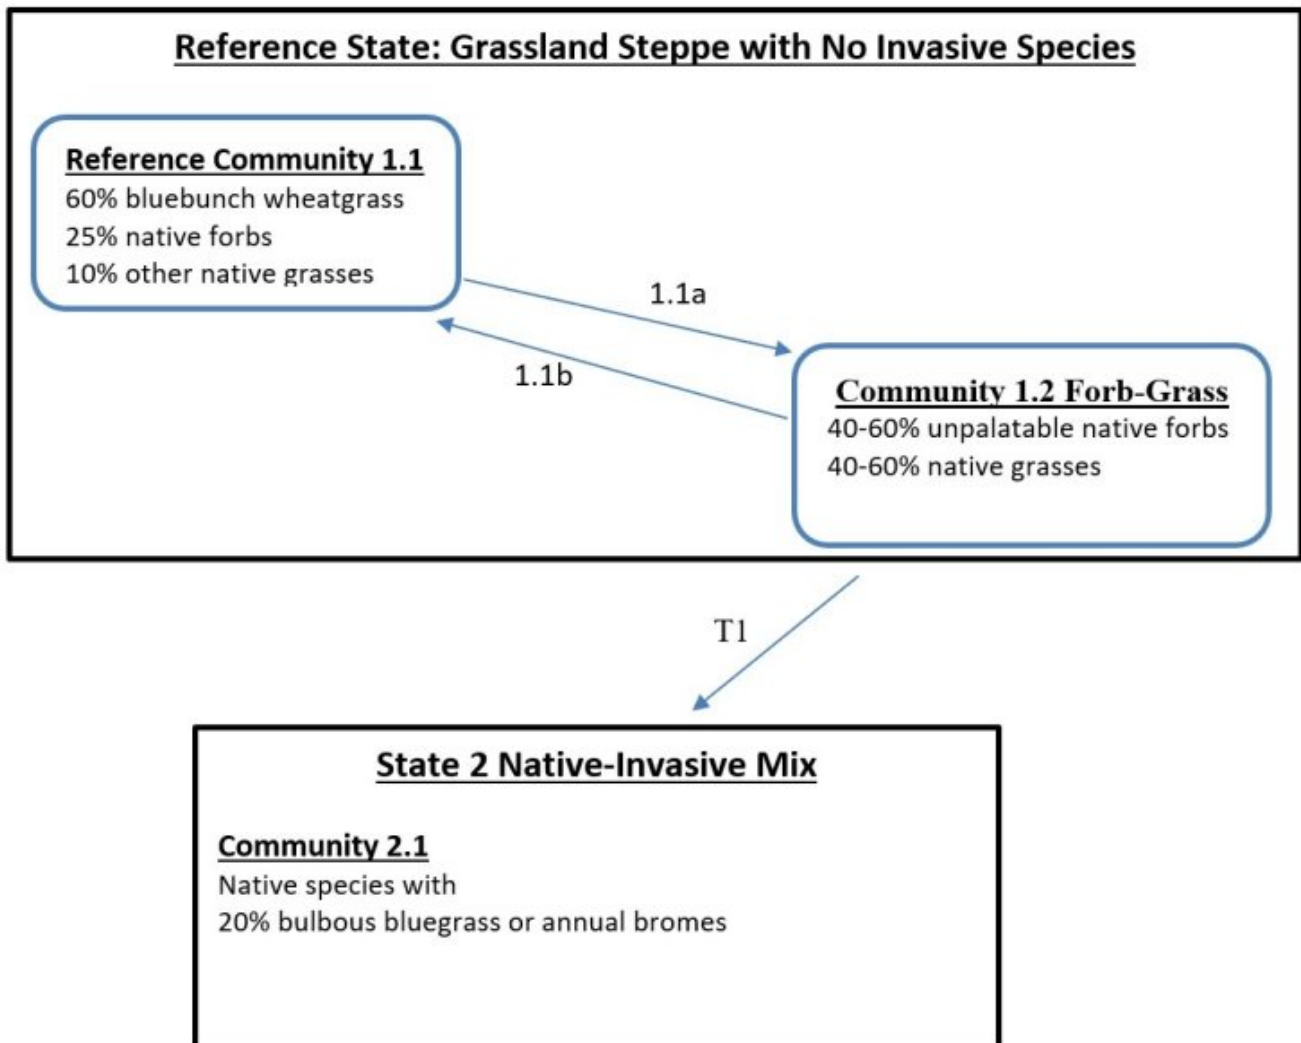 Reference State: Grassland Steppe with No Invasive Species
Reference Community 1.1
60% bluebunch wheatgrass
25% native forbs
10% other native grasses
1.1a
1.1b
Community 1.2 Forb-Grass
40-60% unpalatable native forbs
40-60% native grasses
T1
State 2 Native-Invasive Mix
Community 2.1
Native species with
20% bulbous bluegrass or annual bromes